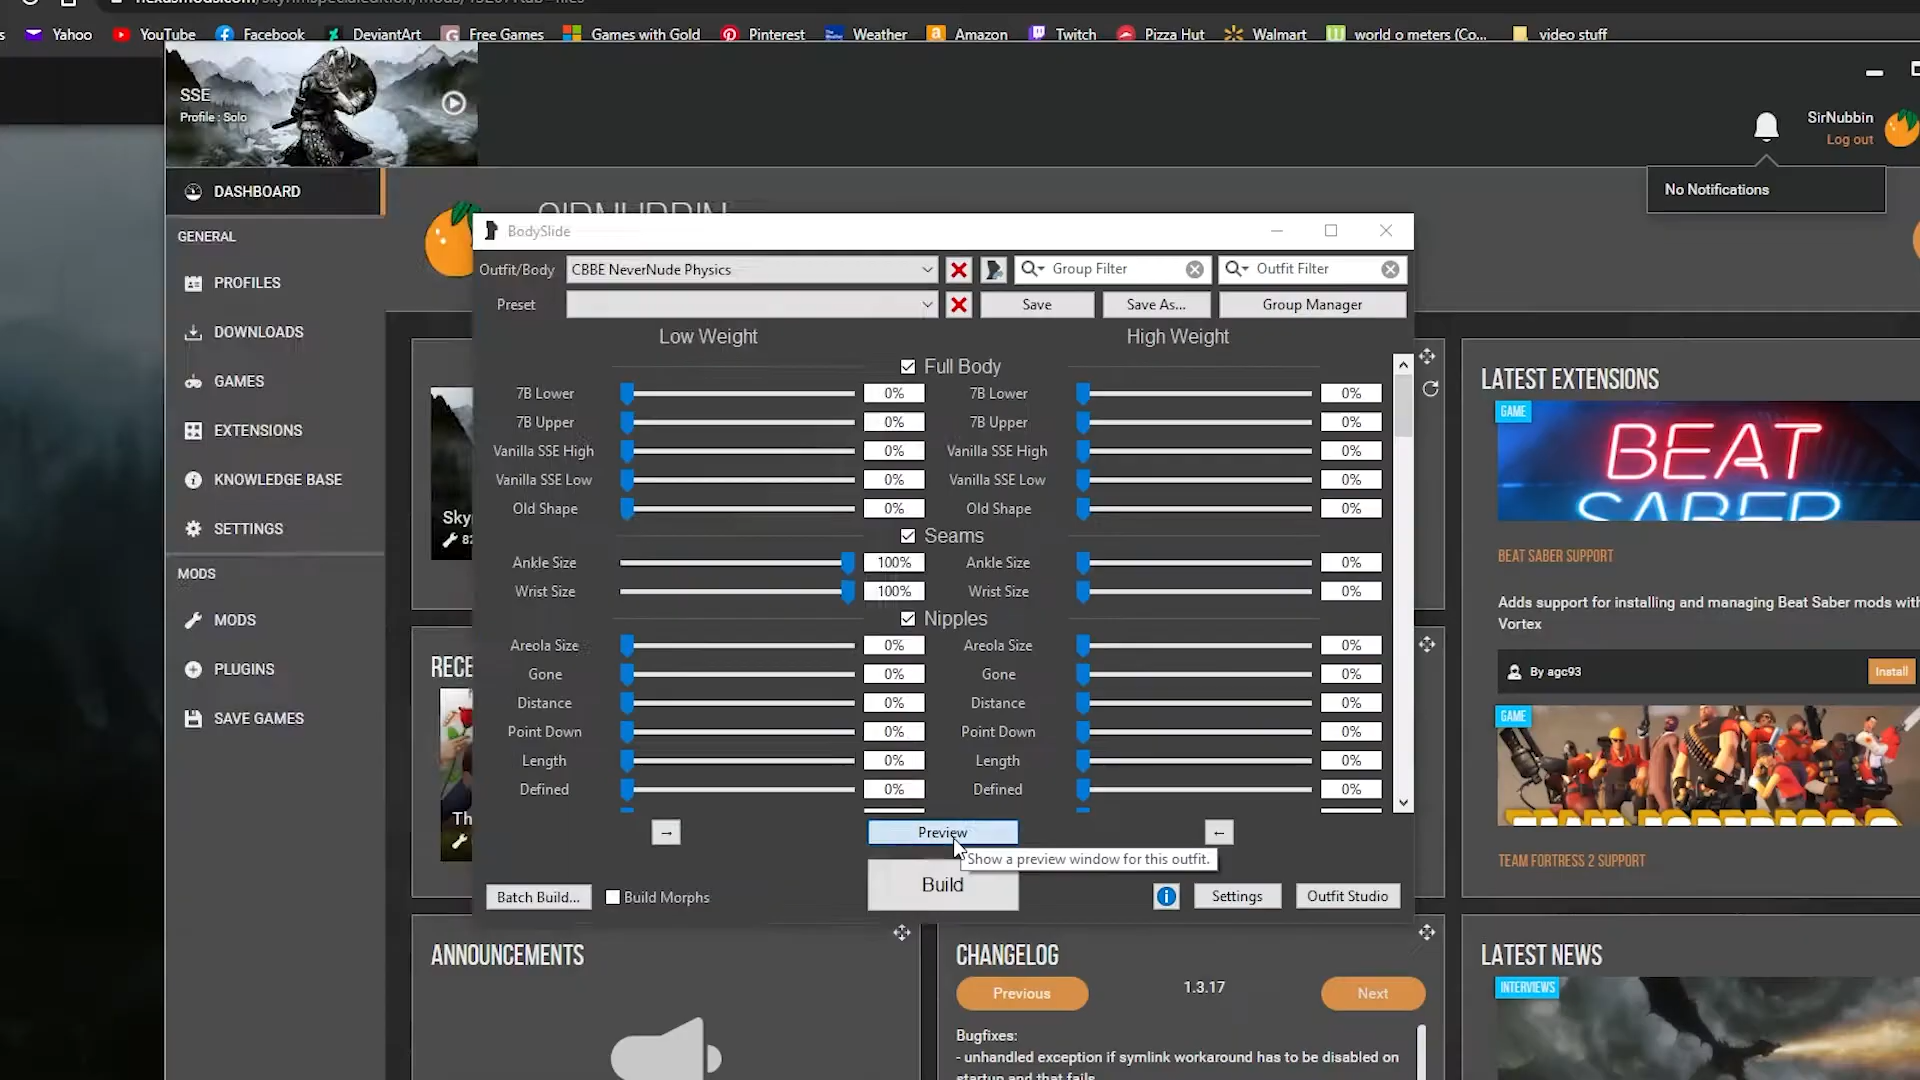 Yahoo
YouTube
Facebook
DeviantArt
Free Games
Games with Gold
Pinterest
Weather
Amazon
Twitch
Pizza Hut
Walmart
world o meters (Co...
video stuff
SSE
Profile : Solo
SirNubbin
Log out
No Notifications
DASHBOARD
GENERAL
PROFILES
DOWNLOADS
GAMES
EXTENSIONS
KNOWLEDGE BASE
SETTINGS
MODS
MODS
PLUGINS
SAVE GAMES
SIRNUBBIN
BodySlide
Outfit/Body CBBE NeverNude Physics Group Filter Outfit Filter
Preset Save Save As... Group Manager
Low Weight High Weight
Full Body
7B Lower 0% 7B Lower 0%
7B Upper 0% 7B Upper 0%
Vanilla SSE High 0% Vanilla SSE High 0%
Vanilla SSE Low 0% Vanilla SSE Low 0%
Old Shape 0% Old Shape 0%
Seams
Ankle Size 100% Ankle Size 0%
Wrist Size 100% Wrist Size 0%
Nipples
Areola Size 0% Areola Size 0%
Gone 0% Gone 0%
Distance 0% Distance 0%
Point Down 0% Point Down 0%
Length 0% Length 0%
Defined 0% Defined 0%
→ Preview ←
Show a preview window for this outfit.
Build
Batch Build... Build Morphs Settings Outfit Studio
Sky
82
RECE
Th
LATEST EXTENSIONS
GAME
BEAT
SABER
BEAT SABER SUPPORT
Adds support for installing and managing Beat Saber mods with
Vortex
By agc93 Install
GAME
TEAM FORTRESS 2 SUPPORT
ANNOUNCEMENTS
CHANGELOG
Previous 1.3.17 Next
Bugfixes:
- unhandled exception if symlink workaround has to be disabled on
startup and that fails
LATEST NEWS
INTERVIEWS